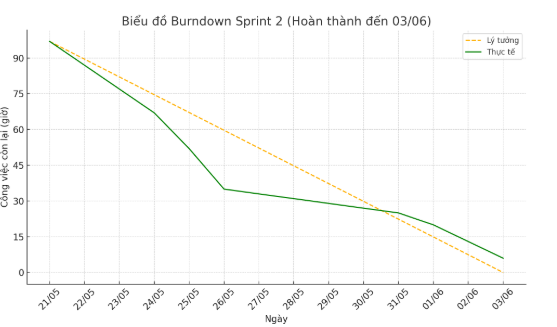 Biểu đồ Burndown Sprint 2 (Hoàn thành đến 03/06)
Lý tưởng
Thực tế
Công việc còn lại (giờ)
90
75
60
45
30
15
0
21/05 22/05 23/05 24/05 25/05 26/05 27/05 28/05 29/05 30/05 31/05 01/06 02/06 03/06
Ngày